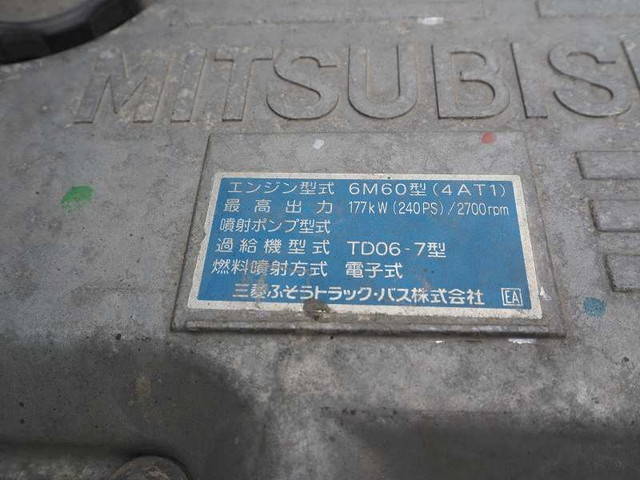 MITSUBIS
エンジン型式 6M60型(4AT1)
最高出力 177kW(240PS)/2700rpm
噴射ポンプ型式
過給機型式 TD06-7型
燃料噴射方式 電子式
三菱ふそうトラック・バス株式会社 EA